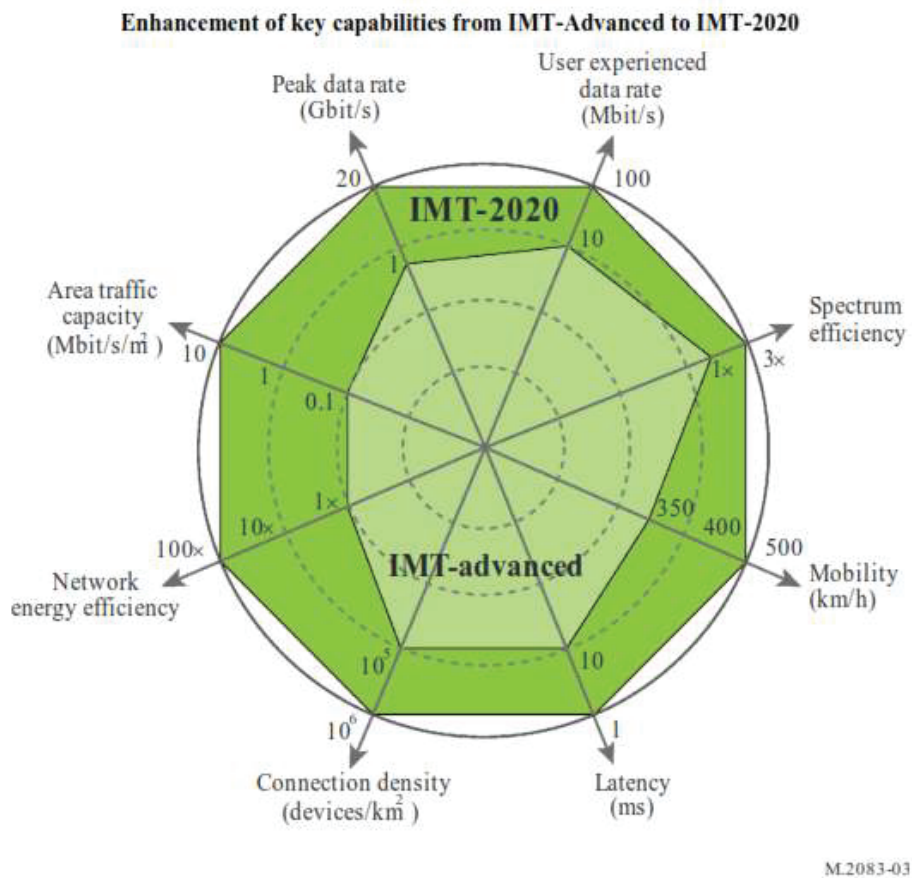 Enhancement of key capabilities from IMT-Advanced to IMT-2020
Peak data rate
(Gbit/s)
User experienced
data rate
(Mbit/s)
20
100
IMT-2020
1
10
Area traffic
capacity
(Mbit/s/m²)
Spectrum
efficiency
10
1
0.1
1×
3×
1×
10×
100×
350
400
500
Network
energy efficiency
IMT-advanced
Mobility
(km/h)
10⁵
10
10⁶
1
Connection density
(devices/km²)
Latency
(ms)
M.2083-03